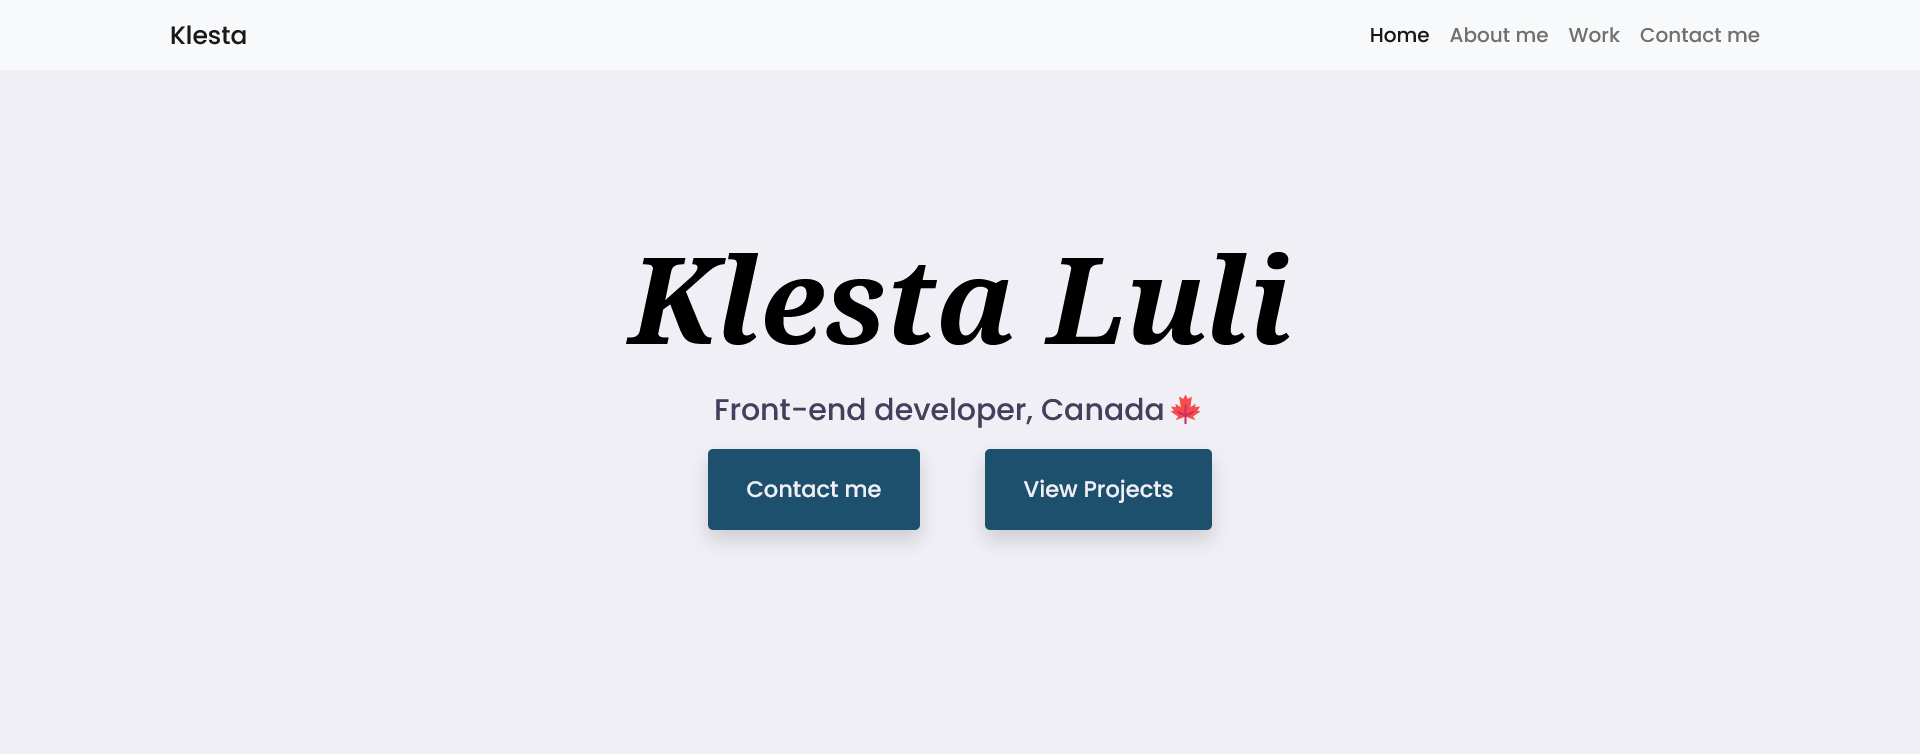 Klesta
Home About me Work Contact me
Klesta Luli
Front-end developer, Canada 🍁
Contact me
View Projects